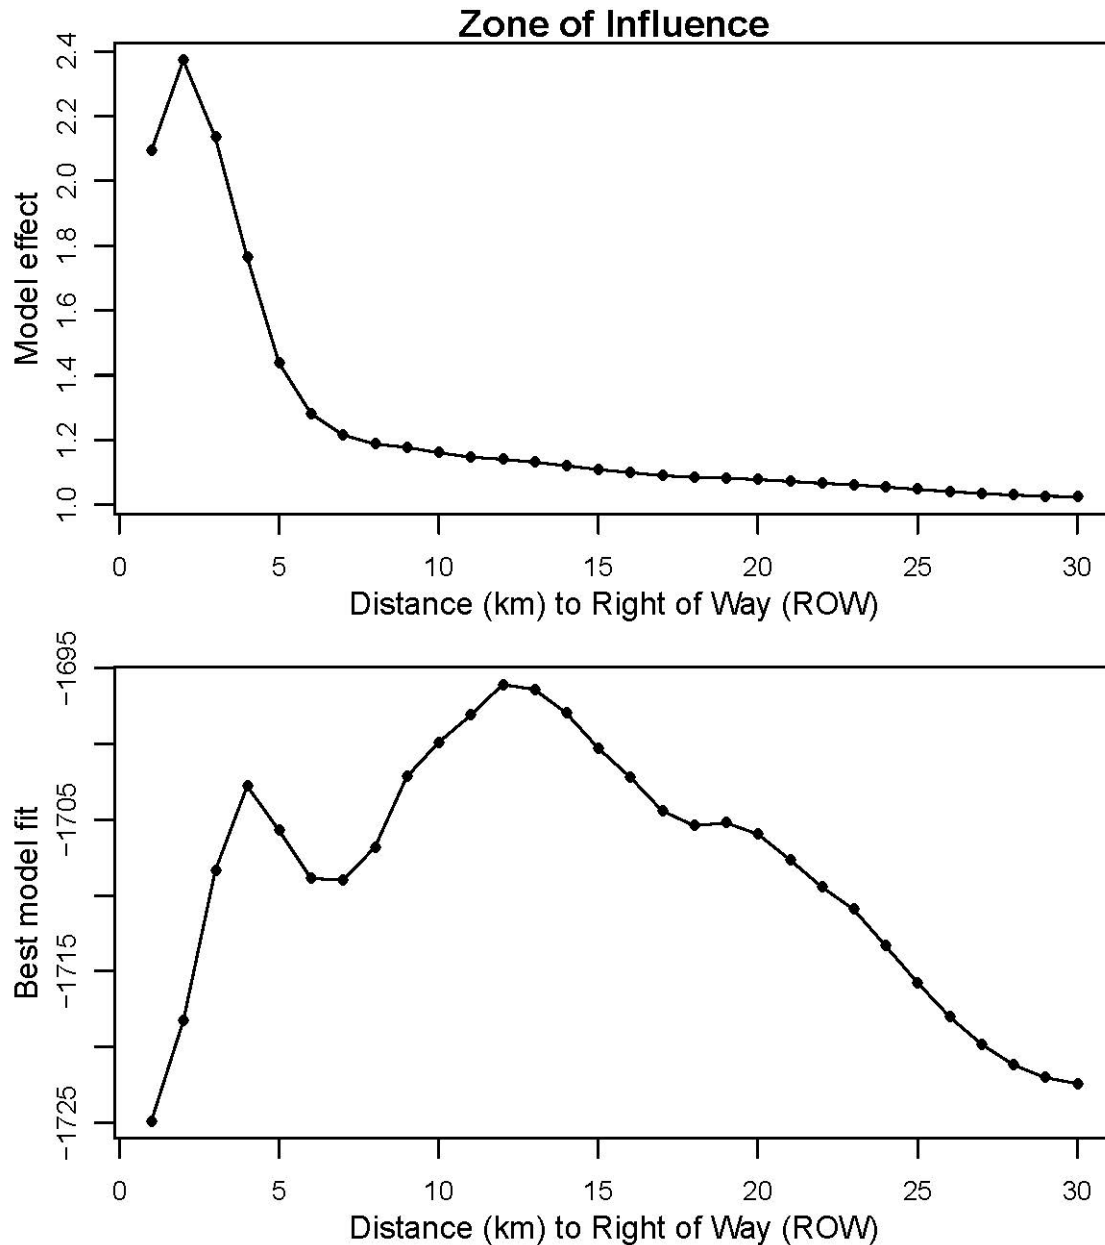 Zone of Influence
Model effect
2.4
2.2
2.0
1.8
1.6
1.4
1.2
1.0
0 5 10 15 20 25 30
Distance (km) to Right of Way (ROW)
Best model fit
−1695
−1705
−1715
−1725
0 5 10 15 20 25 30
Distance (km) to Right of Way (ROW)